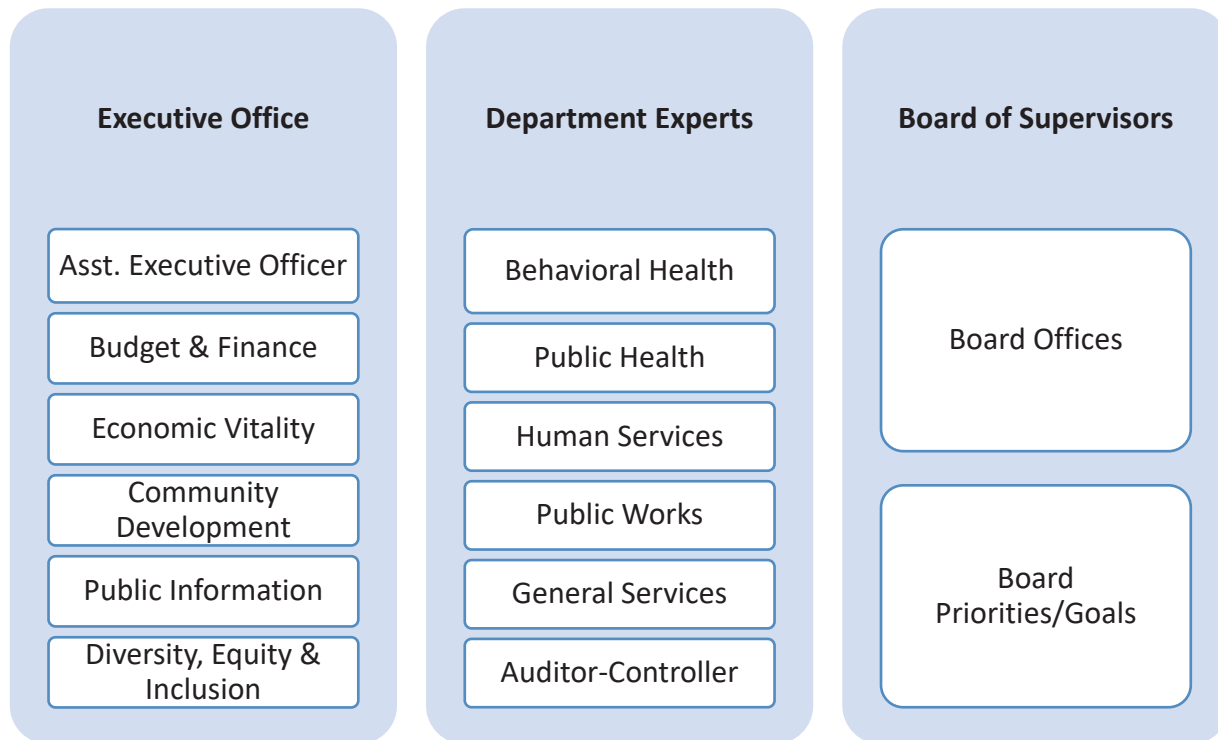 Executive Office
Asst. Executive Officer
Budget & Finance
Economic Vitality
Community
Development
Public Information
Diversity, Equity &
Inclusion
Department Experts
Behavioral Health
Public Health
Human Services
Public Works
General Services
Auditor-Controller
Board of Supervisors
Board Offices
Board
Priorities/Goals